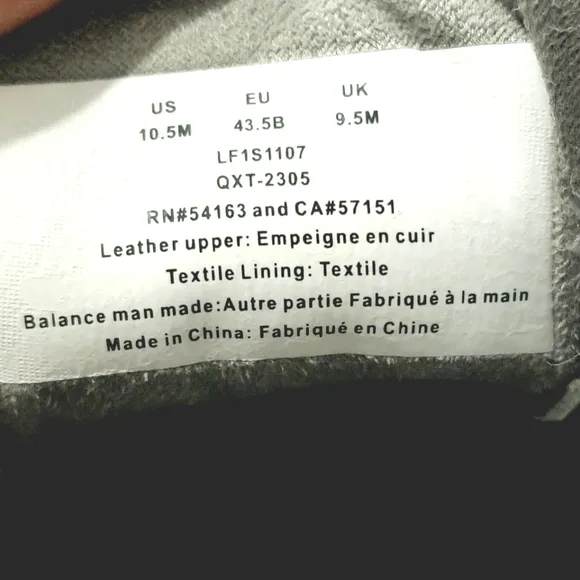 US EU UK
10.5M 43.5B 9.5M
LF1S1107
QXT-2305
RN#54163 and CA#57151
Leather upper: Empeigne en cuir
Textile Lining: Textile
Balance man made:Autre partie Fabriqué à la main
Made in China: Fabriqué en Chine